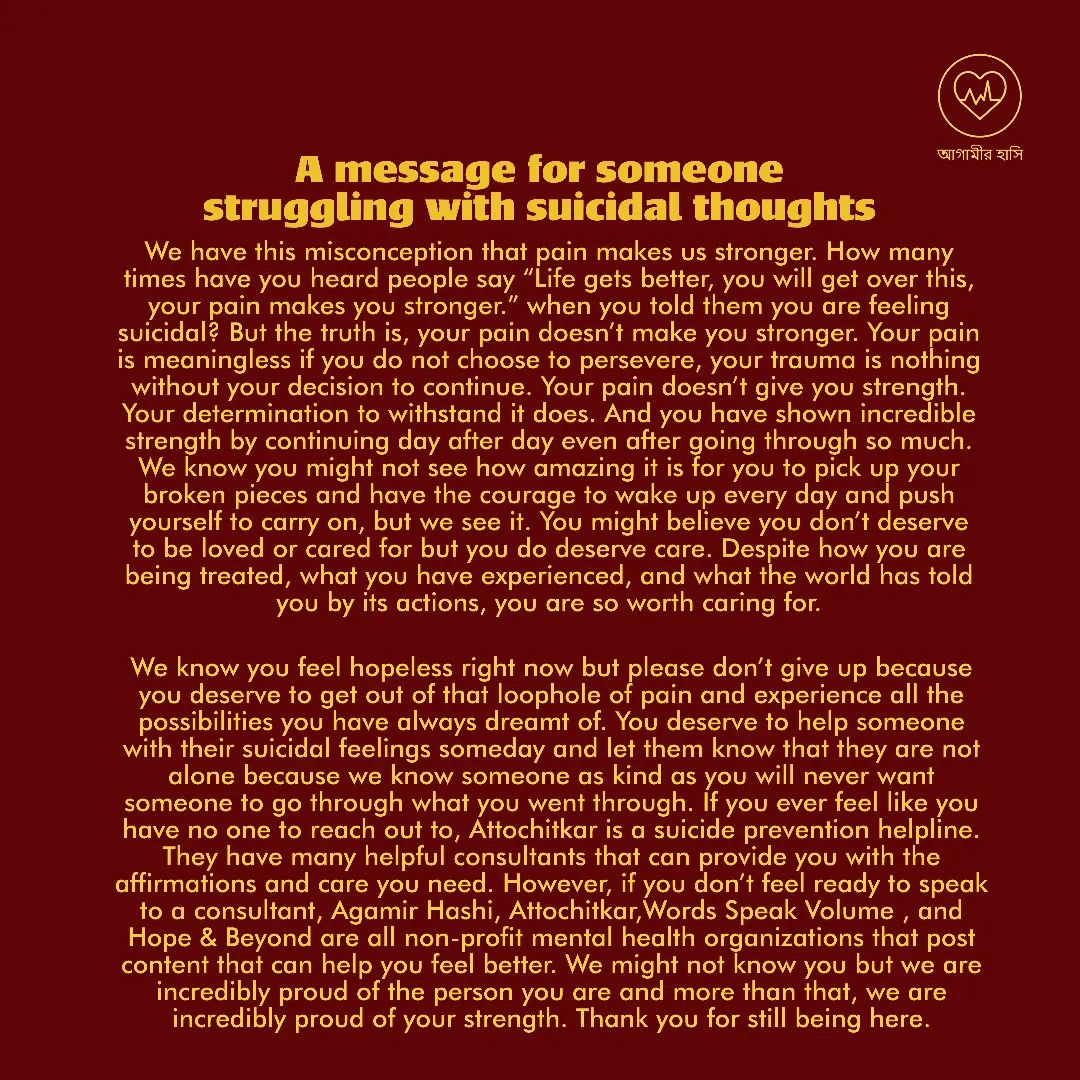 আগামীর হাসি
A message for someone
struggling with suicidal thoughts
We have this misconception that pain makes us stronger. How many
times have you heard people say “Life gets better, you will get over this,
your pain makes you stronger.” when you told them you are feeling
suicidal? But the truth is, your pain doesn’t make you stronger. Your pain
is meaningless if you do not choose to persevere, your trauma is nothing
without your decision to continue. Your pain doesn’t give you strength.
Your determination to withstand it does. And you have shown incredible
strength by continuing day after day even after going through so much.
We know you might not see how amazing it is for you to pick up your
broken pieces and have the courage to wake up every day and push
yourself to carry on, but we see it. You might believe you don’t deserve
to be loved or cared for but you do deserve care. Despite how you are
being treated, what you have experienced, and what the world has told
you by its actions, you are so worth caring for.
We know you feel hopeless right now but please don’t give up because
you deserve to get out of that loophole of pain and experience all the
possibilities you have always dreamt of. You deserve to help someone
with their suicidal feelings someday and let them know that they are not
alone because we know someone as kind as you will never want
someone to go through what you went through. If you ever feel like you
have no one to reach out to, Attochitkar is a suicide prevention helpline.
They have many helpful consultants that can provide you with the
affirmations and care you need. However, if you don’t feel ready to speak
to a consultant, Agamir Hashi, Attochitkar,Words Speak Volume , and
Hope & Beyond are all non-profit mental health organizations that post
content that can help you feel better. We might not know you but we are
incredibly proud of the person you are and more than that, we are
incredibly proud of your strength. Thank you for still being here.